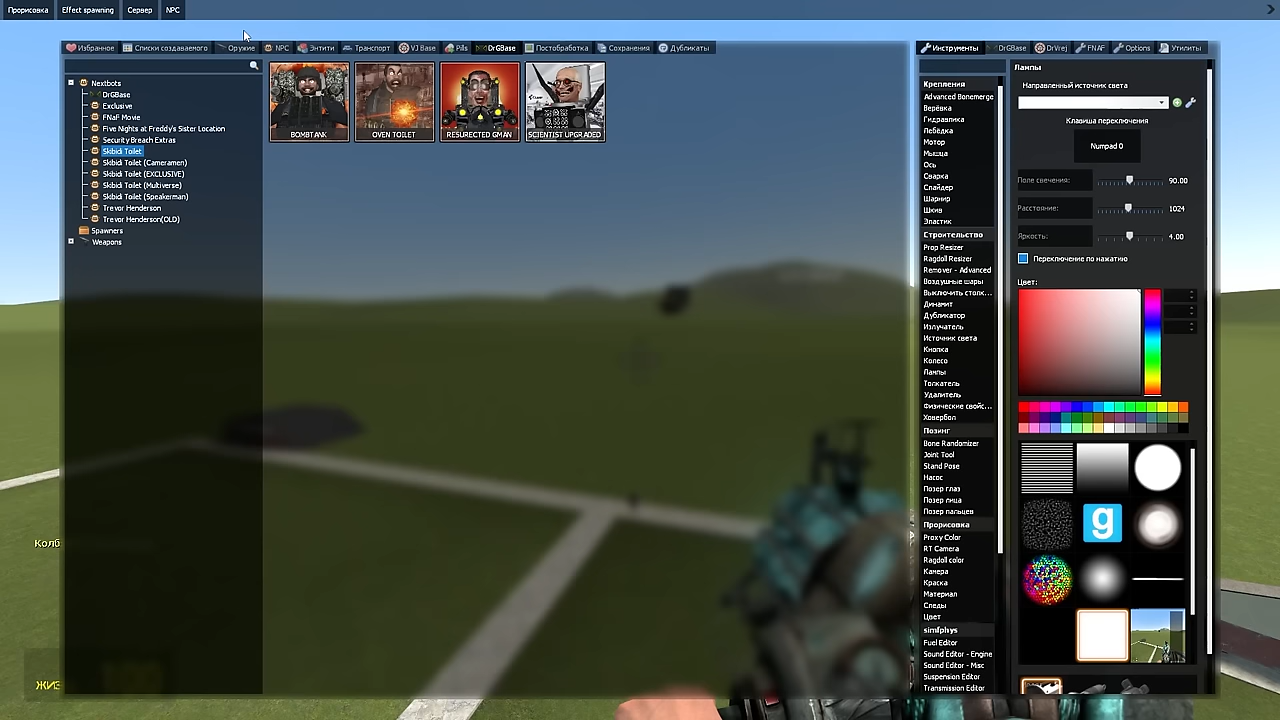 Прорисовка
Effect spawning
Сервер
NPC
Избранное
Списки создаваемого
Оружие
NPC
Энтити
Транспорт
VJ Base
Pills
DrGBase
Постобработка
Сохранения
Дубликаты
Инструменты
DrGBase
DrVrej
FNAF
Options
Утилиты
Nextbots
DrGBase
Exclusive
FNAF Movie
Five Nights at Freddy's Sister Location
Security Breach Extras
Skibidi Toilet
Skibidi Toilet (Cameramen)
Skibidi Toilet (EXCLUSIVE)
Skibidi Toilet (Multiverse)
Skibidi Toilet (Speakerman)
Trevor Henderson
Trevor Henderson(OLD)
Spawners
Weapons
BOMBTANK
OVEN TOILET
RESURECTED GMAN
SCIENTIST UPGRADED
Колб
ЖИЗ
Крепления
Advanced Bonemerge
Верёвка
Гидравлика
Лебёдка
Мотор
Мышца
Ось
Сварка
Слайдер
Шарнир
Шкив
Эластик
Строительство
Prop Resizer
Ragdoll Resizer
Remover - Advanced
Воздушные шары
Выключить столк...
Динамит
Дубликатор
Излучатель
Источник света
Кнопка
Колесо
Лампы
Толкатель
Удалитель
Физические свойс...
Ховербол
Позинг
Bone Randomizer
Joint Tool
Stand Pose
Насос
Позер глаз
Позер лица
Позер пальцев
Прорисовка
Proxy Color
RT Camera
Ragdoll color
Камера
Краска
Материал
Следы
Цвет
simfphys
Fuel Editor
Sound Editor - Engine
Sound Editor - Misc
Suspension Editor
Transmission Editor
Лампы
Направленный источник света
Клавиша переключения
Numpad 0
Поле свечения:
90.00
Расстояние:
1024
Яркость:
4.00
Переключение по нажатию
Цвет:
g